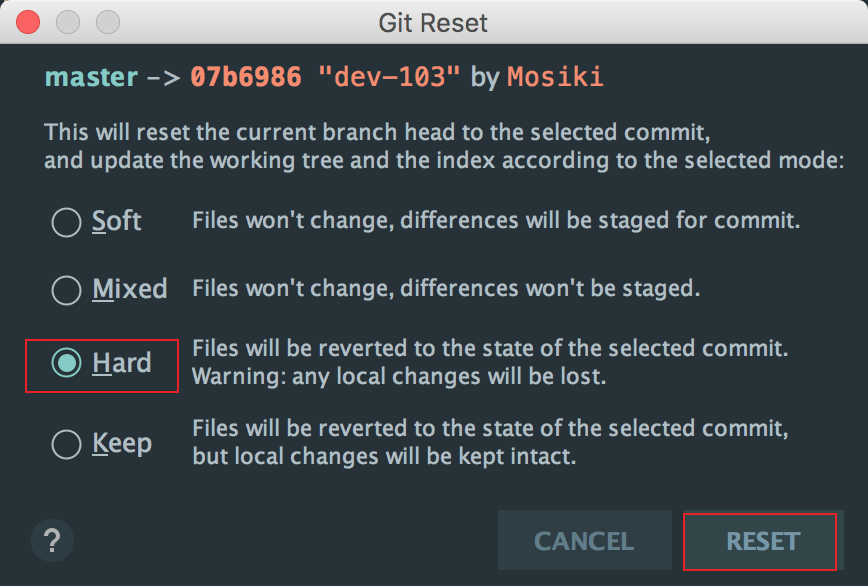 Git Reset
master -> 07b6986 "dev-103" by Mosiki
This will reset the current branch head to the selected commit,
and update the working tree and the index according to the selected mode:
Soft Files won't change, differences will be staged for commit.
Mixed Files won't change, differences won't be staged.
Hard Files will be reverted to the state of the selected commit.
Warning: any local changes will be lost.
Keep Files will be reverted to the state of the selected commit,
but local changes will be kept intact.
? CANCEL RESET